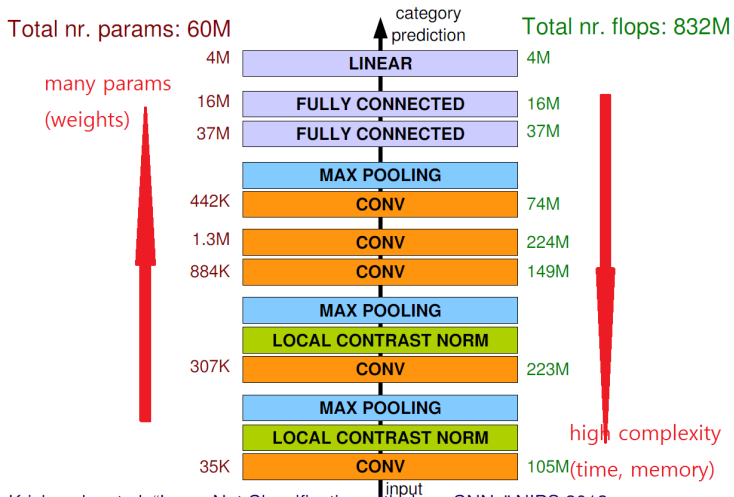 category
prediction
Total nr. params: 60M
Total nr. flops: 832M
4M LINEAR 4M
many params
(weights)
16M FULLY CONNECTED 16M
37M FULLY CONNECTED 37M
MAX POOLING
442K CONV 74M
1.3M CONV 224M
884K CONV 149M
MAX POOLING
LOCAL CONTRAST NORM
307K CONV 223M
MAX POOLING
LOCAL CONTRAST NORM
high complexity
(time, memory)
35K CONV 105M
input